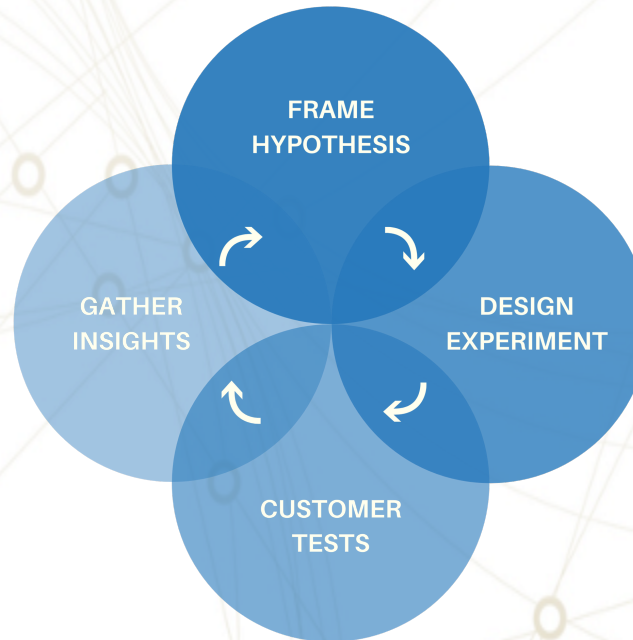 FRAME
HYPOTHESIS
DESIGN
EXPERIMENT
CUSTOMER
TESTS
GATHER
INSIGHTS